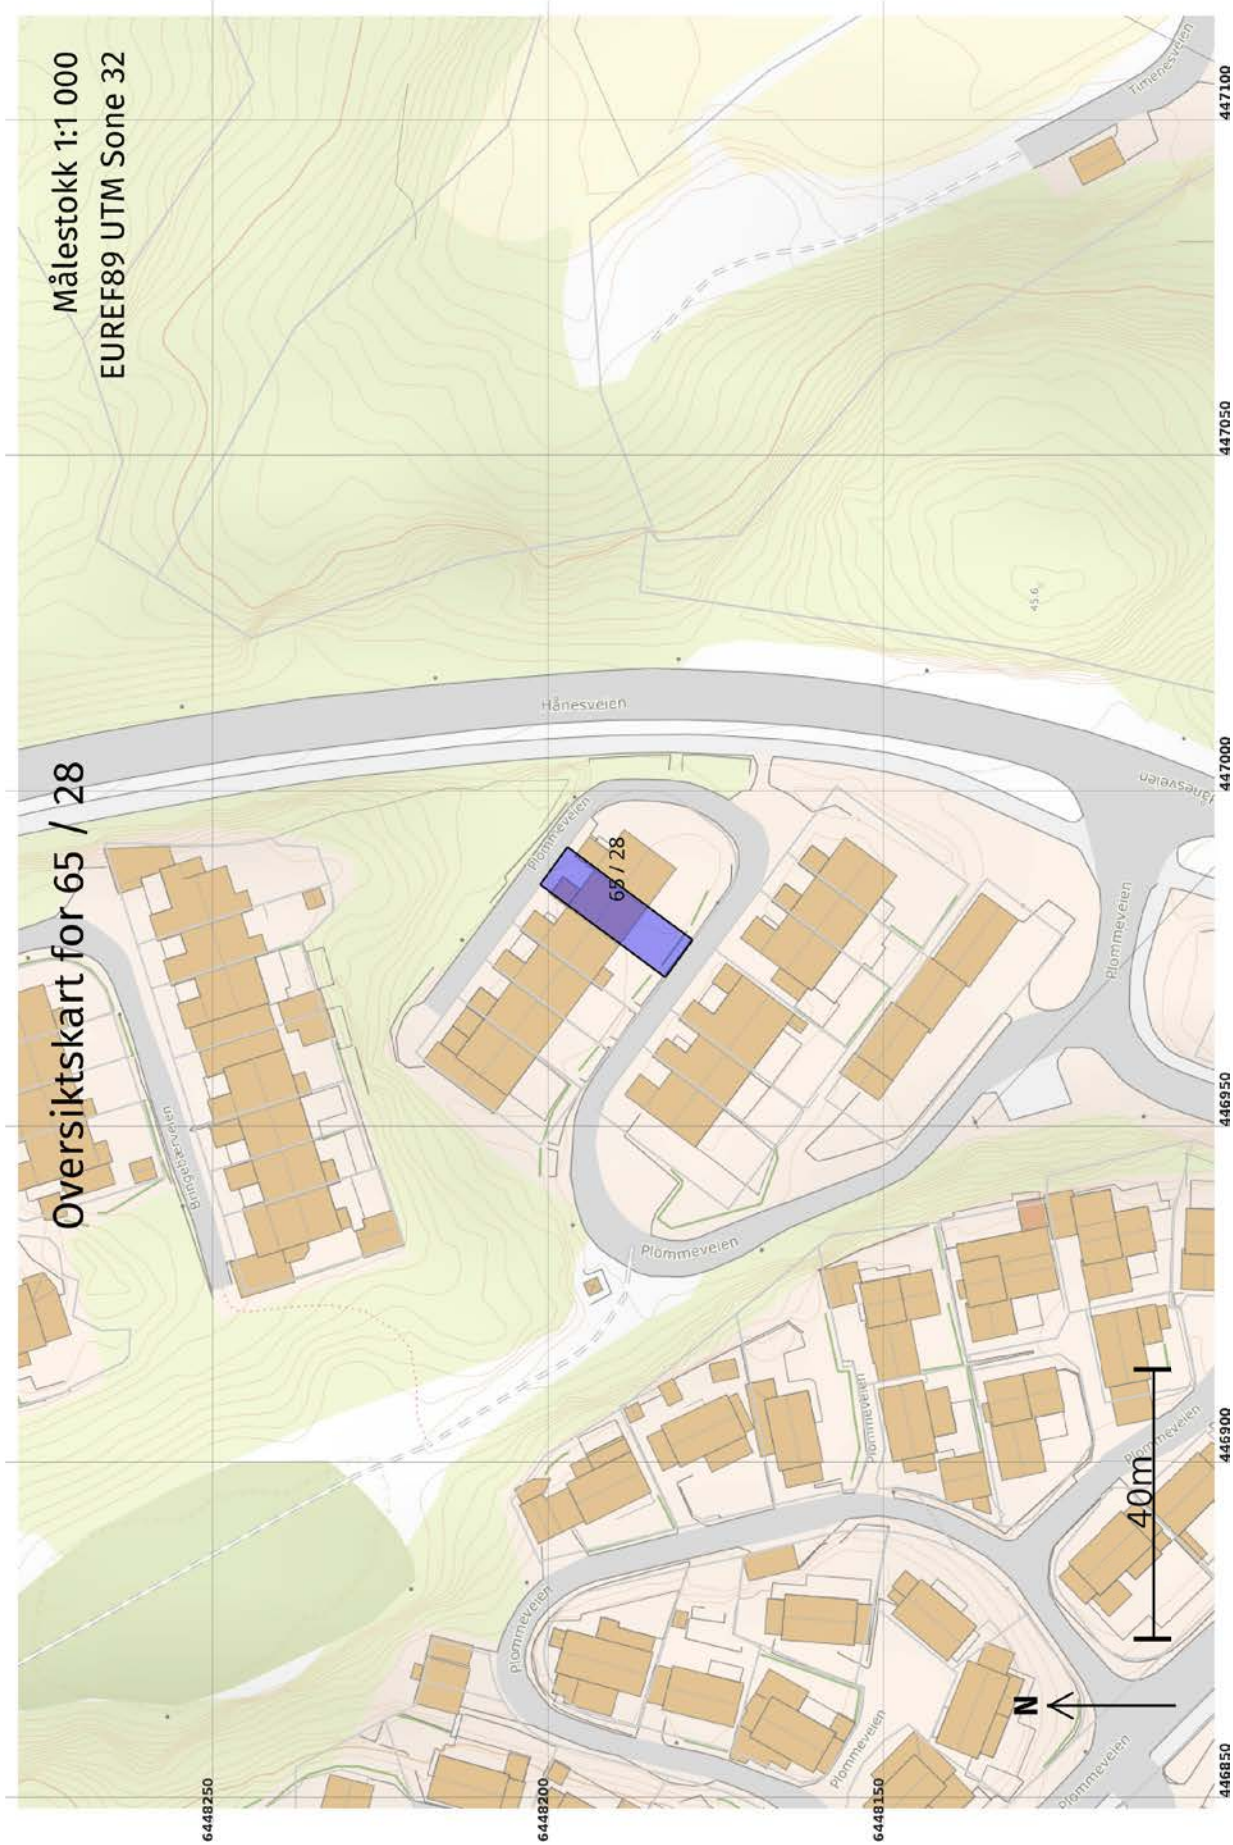 Oversiktskart for 65 / 28
Målestokk 1:1 000
EUREF89 UTM Sone 32
Bringebærveien
Hånesveien
Timenesveien
Plommeveien
65 / 28
45.6
Plommeveien
Plommeveien
Hånesveien
Plommeveien
Plommeveien
Plommeveien
Plommeveien
Plommeveien
40m
N
6448250
6448200
6448150
446850
446900
446950
447000
447050
447100